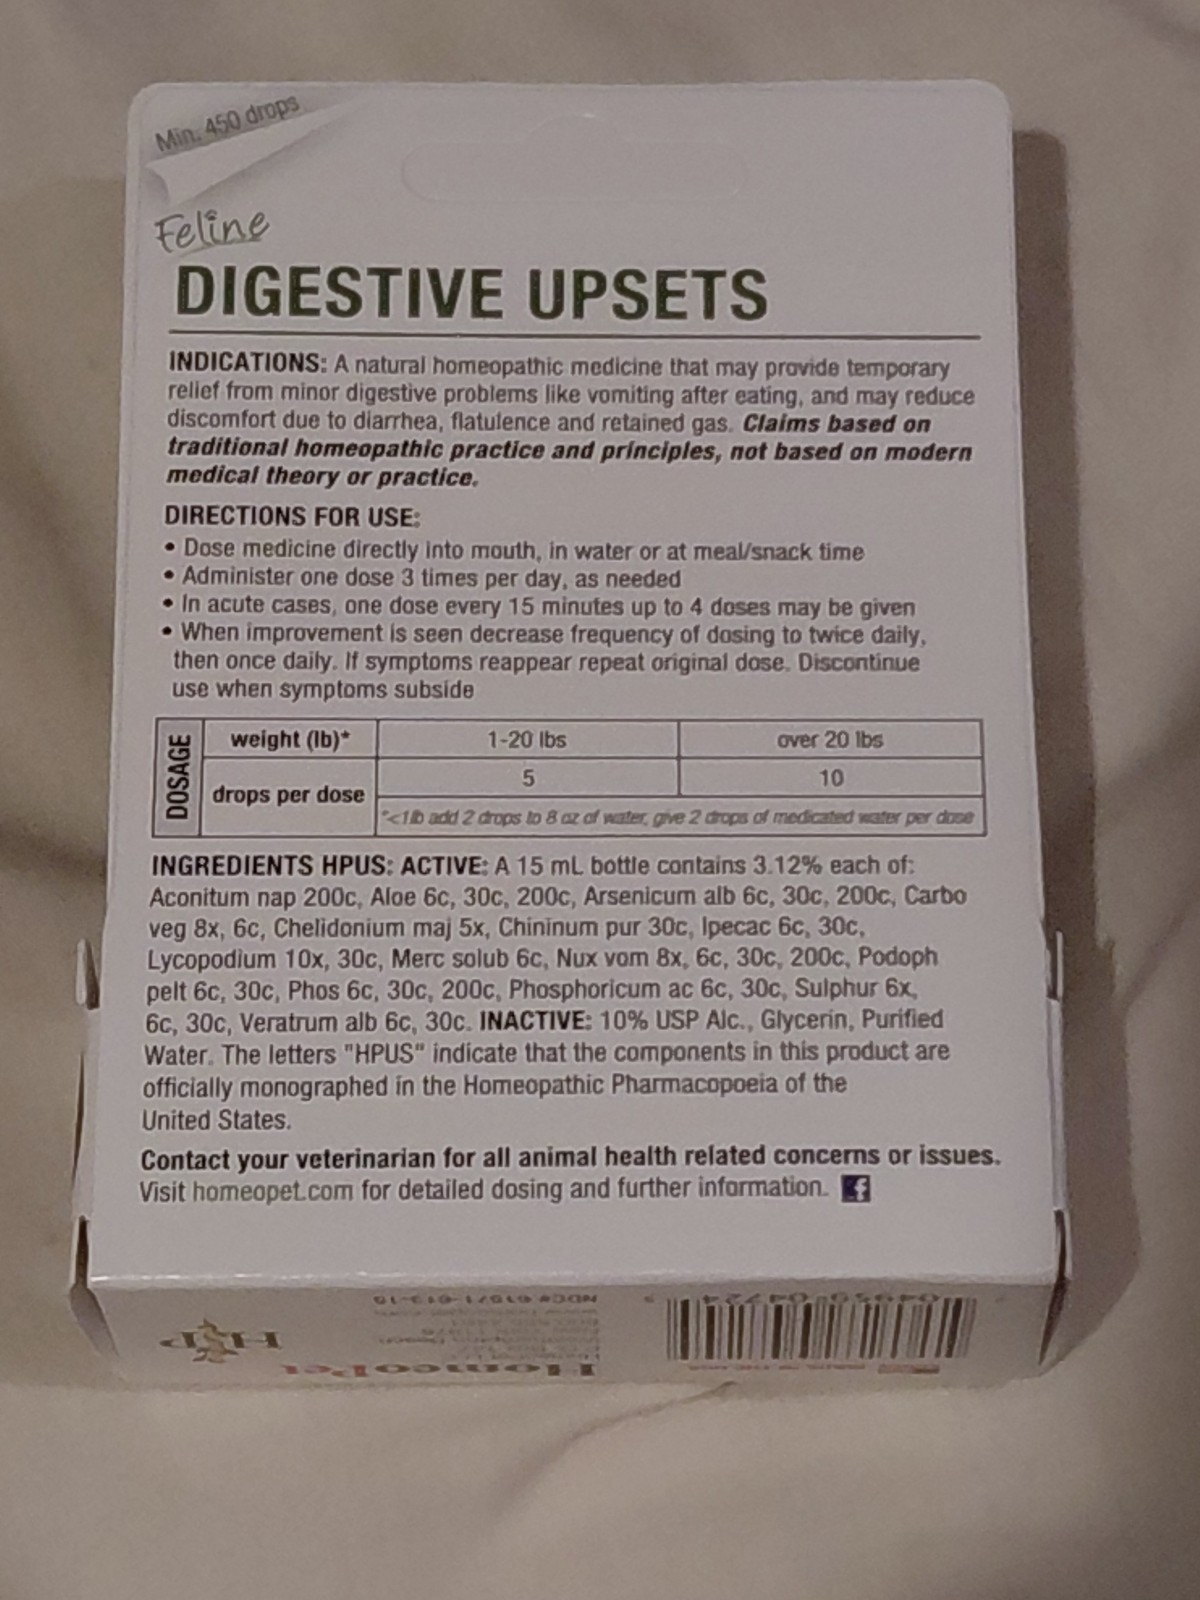 Min. 450 drops
Feline
DIGESTIVE UPSETS
INDICATIONS: A natural homeopathic medicine that may provide temporary
relief from minor digestive problems like vomiting after eating, and may reduce
discomfort due to diarrhea, flatulence and retained gas. Claims based on
traditional homeopathic practice and principles, not based on modern
medical theory or practice.
DIRECTIONS FOR USE:
• Dose medicine directly into mouth, in water or at meal/snack time
• Administer one dose 3 times per day, as needed
• In acute cases, one dose every 15 minutes up to 4 doses may be given
• When improvement is seen decrease frequency of dosing to twice daily,
then once daily. If symptoms reappear repeat original dose. Discontinue
use when symptoms subside
DOSAGE
weight (lb)* 1-20 lbs over 20 lbs
drops per dose 5 10
*<1lb add 2 drops to 8 oz of water, give 2 drops of medicated water per dose
INGREDIENTS HPUS: ACTIVE: A 15 mL bottle contains 3.12% each of:
Aconitum nap 200c, Aloe 6c, 30c, 200c, Arsenicum alb 6c, 30c, 200c, Carbo
veg 8x, 6c, Chelidonium maj 5x, Chininum pur 30c, Ipecac 6c, 30c,
Lycopodium 10x, 30c, Merc solub 6c, Nux vom 8x, 6c, 30c, 200c, Podoph
pelt 6c, 30c, Phos 6c, 30c, 200c, Phosphoricum ac 6c, 30c, Sulphur 6x,
6c, 30c, Veratrum alb 6c, 30c. INACTIVE: 10% USP Alc., Glycerin, Purified
Water. The letters "HPUS" indicate that the components in this product are
officially monographed in the Homeopathic Pharmacopoeia of the
United States.
Contact your veterinarian for all animal health related concerns or issues.
Visit homeopet.com for detailed dosing and further information. f
HomeoPet
HP